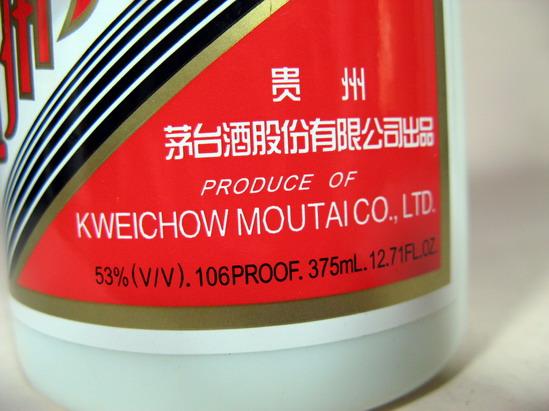 贵 州
茅台酒股份有限公司出品
PRODUCE OF
KWEICHOW MOUTAI CO., LTD.
53%(V/V). 106PROOF. 375mL. 12.71FL.OZ.